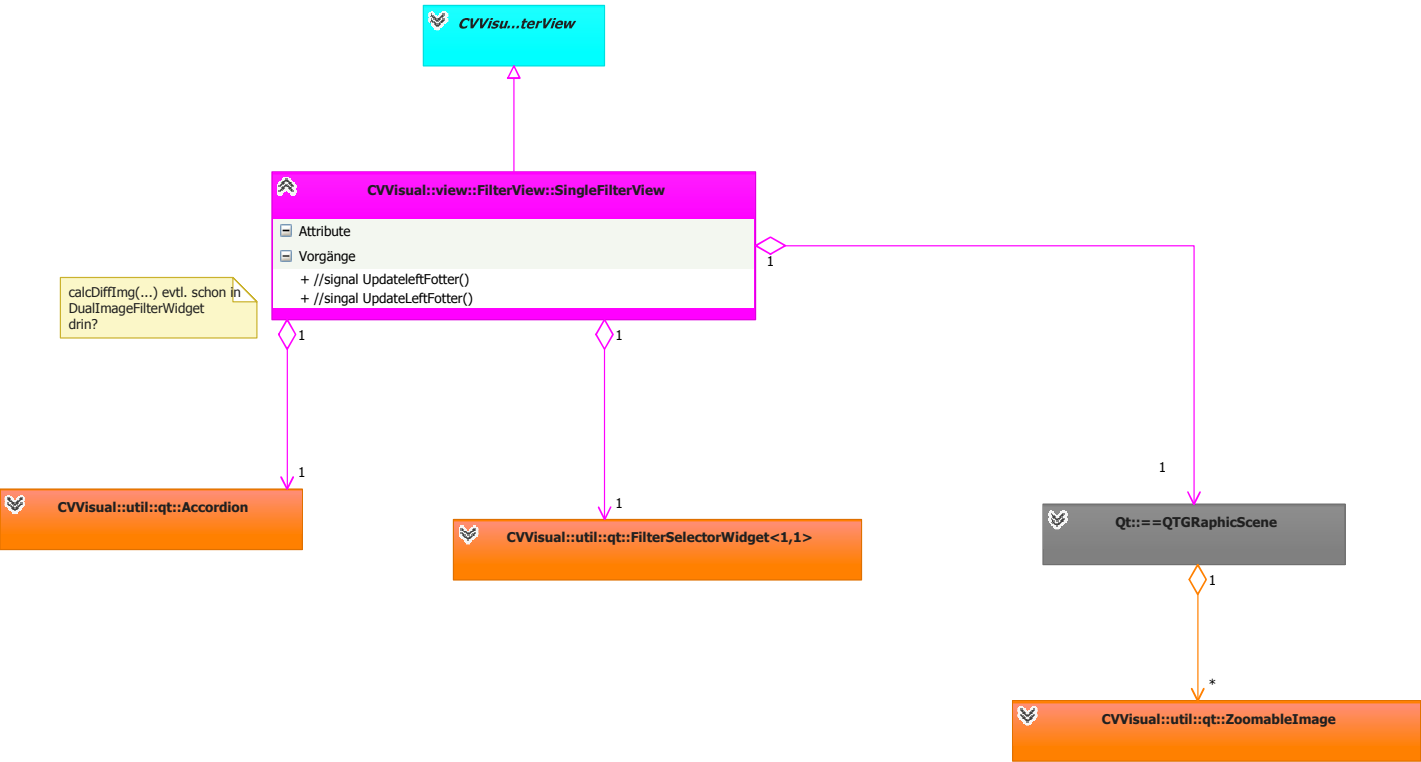 CVVisu...terView
CVVisual::view::FilterView::SingleFilterView
Attribute
Vorgänge
+ //signal UpdateleftFotter()
+ //singal UpdateLeftFotter()
1
calcDiffImg(...) evtl. schon in
DualImageFilterWidget
drin?
1
1
1
1
1
CVVisual::util::qt::Accordion
CVVisual::util::qt::FilterSelectorWidget<1,1>
Qt::==QTGRaphicScene
1
*
CVVisual::util::qt::ZoomableImage